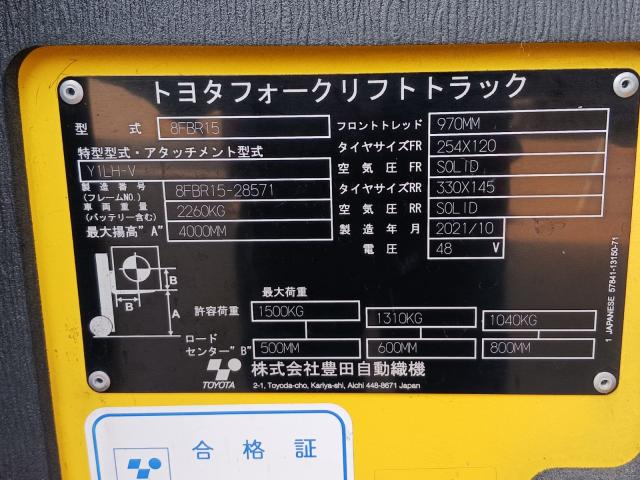 トヨタフォークリフトトラック
型 式 8FBR15
特型型式・アタッチメント型式
Y1LH-V
製造番号 (フレームNO.) 8FBR15-28571
車両重量 (バッテリー含む) 2260KG
最大揚高"A" 4000MM
フロントトレッド 970MM
タイヤサイズFR 254X120
空気圧FR SOLID
タイヤサイズRR 330X145
空気圧RR SOLID
製造年月 2021/10
電圧 48 V
B
B
A
最大荷重
許容荷重 1500KG 1310KG 1040KG
ロード
センター"B" 500MM 600MM 800MM
TOYOTA
株式会社豊田自動織機
2-1, Toyoda-cho, Kariya-shi, Aichi 448-8671 Japan
1 JAPANESE 57841-13150-71
合格証